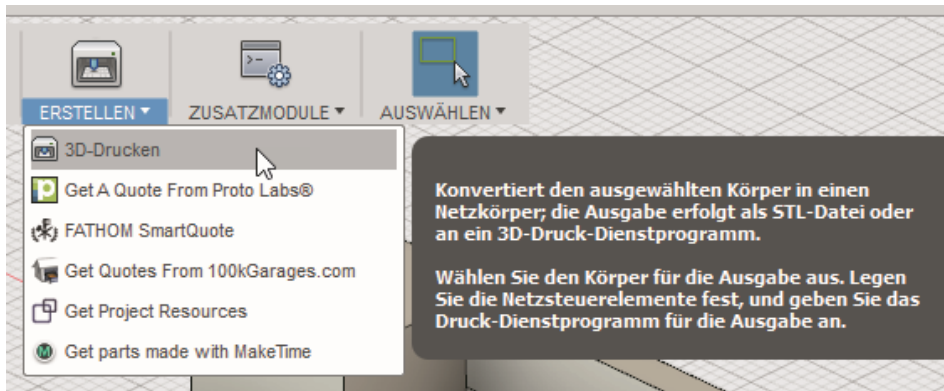 ERSTELLEN ▾ ZUSATZMODULE ▾ AUSWÄHLEN ▾
3D-Drucken
Get A Quote From Proto Labs®
FATHOM SmartQuote
Get Quotes From 100kGarages.com
Get Project Resources
Get parts made with MakeTime
Konvertiert den ausgewählten Körper in einen
Netzkörper; die Ausgabe erfolgt als STL-Datei oder
an ein 3D-Druck-Dienstprogramm.
Wählen Sie den Körper für die Ausgabe aus. Legen
Sie die Netzsteuerelemente fest, und geben Sie das
Druck-Dienstprogramm für die Ausgabe an.